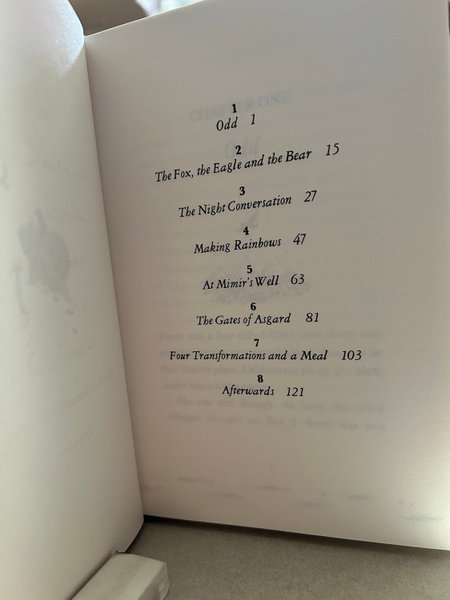 1
Odd 1
2
The Fox, the Eagle and the Bear 15
3
The Night Conversation 27
4
Making Rainbows 47
5
At Mimir's Well 63
6
The Gates of Asgard 81
7
Four Transformations and a Meal 103
8
Afterwards 121